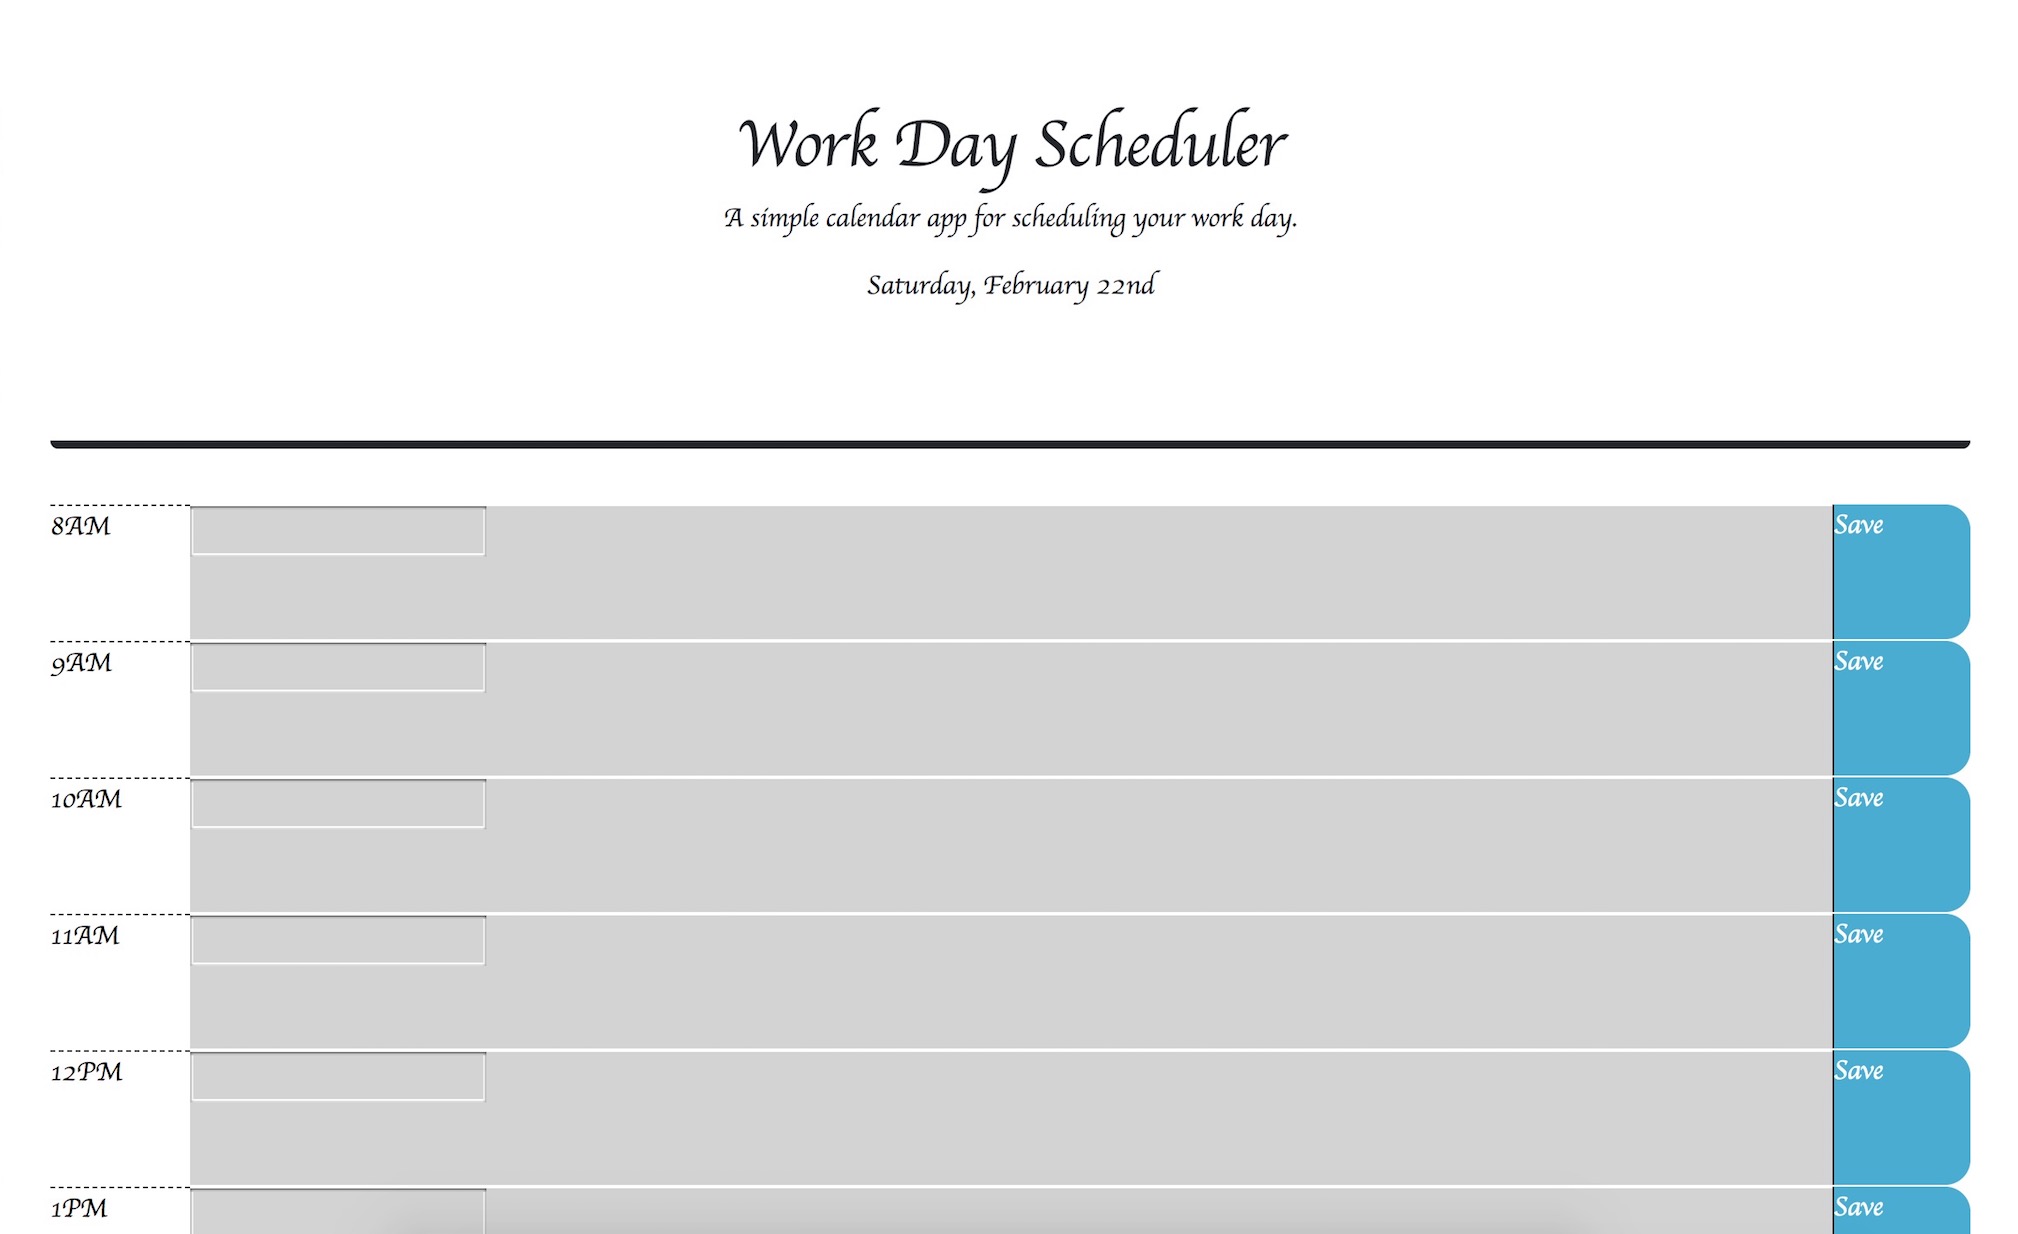 Work Day Scheduler
A simple calendar app for scheduling your work day.
Saturday, February 22nd
8AM Save
9AM Save
10AM Save
11AM Save
12PM Save
1PM Save